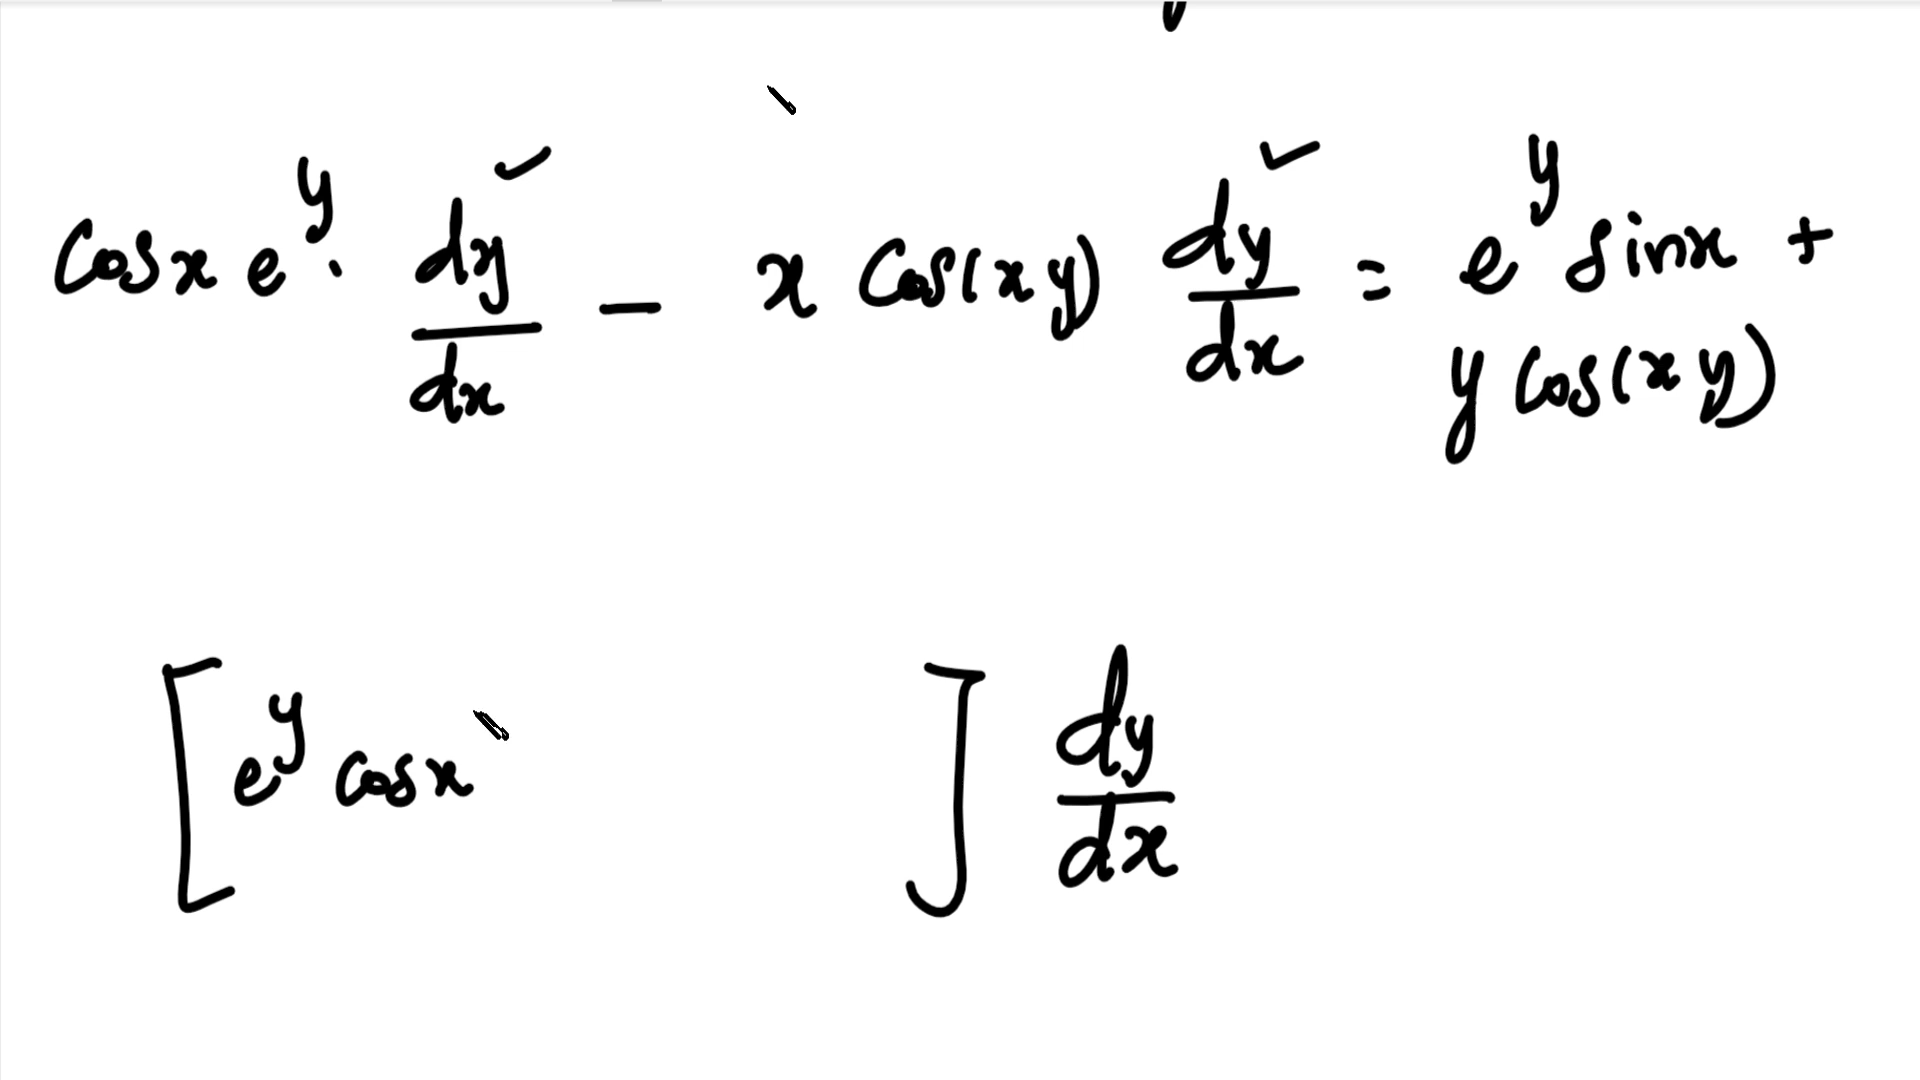 cos x e^y . dy/dx - x cos(xy) dy/dx = e^y sin x +
y cos(xy)
[e^y cos x ] dy/dx